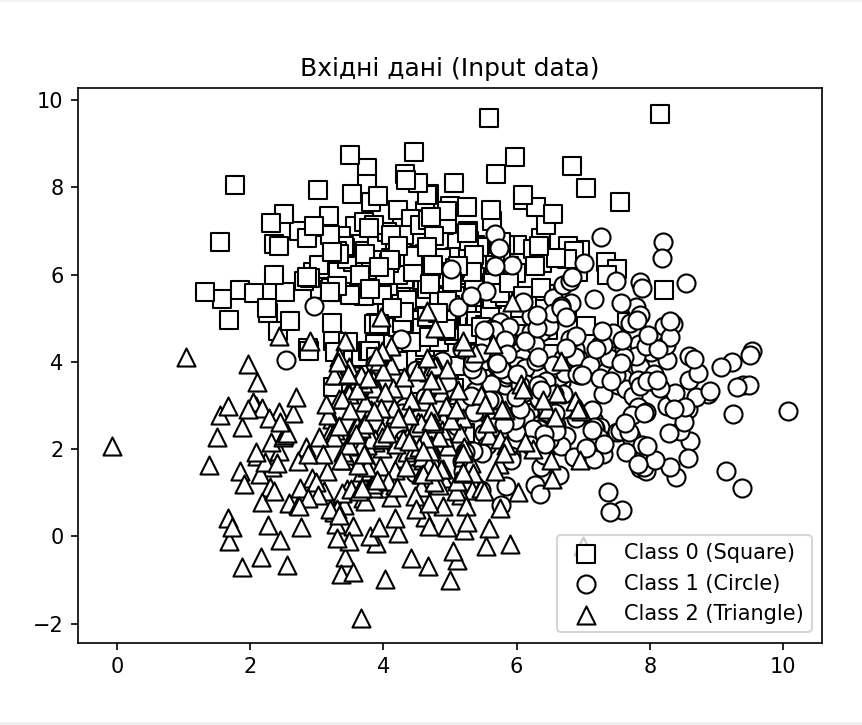 Вхідні дані (Input data)
10
8
6
4
2
0
−2
0 2 4 6 8 10
Class 0 (Square)
Class 1 (Circle)
Class 2 (Triangle)